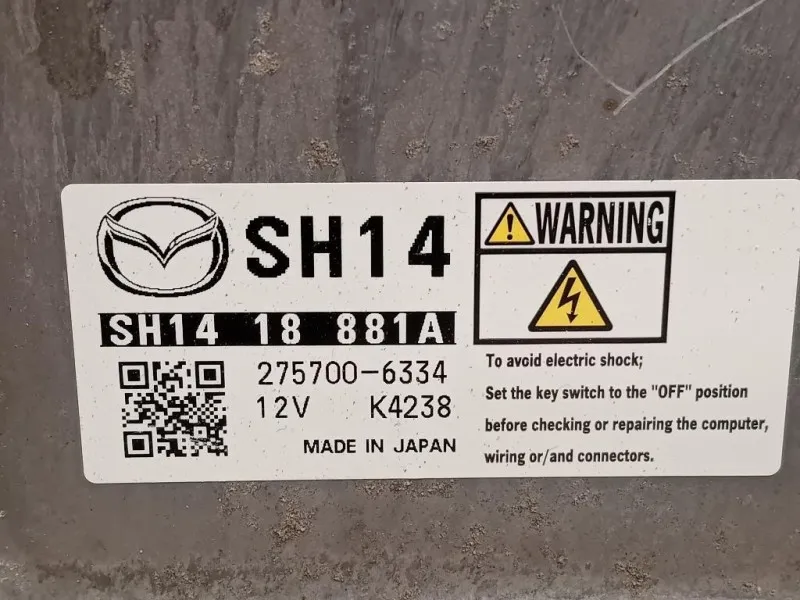 SH14
SH14 18 881A
275700-6334
12V K4238
MADE IN JAPAN
WARNING
To avoid electric shock;
Set the key switch to the "OFF" position
before checking or repairing the computer,
wiring or/and connectors.